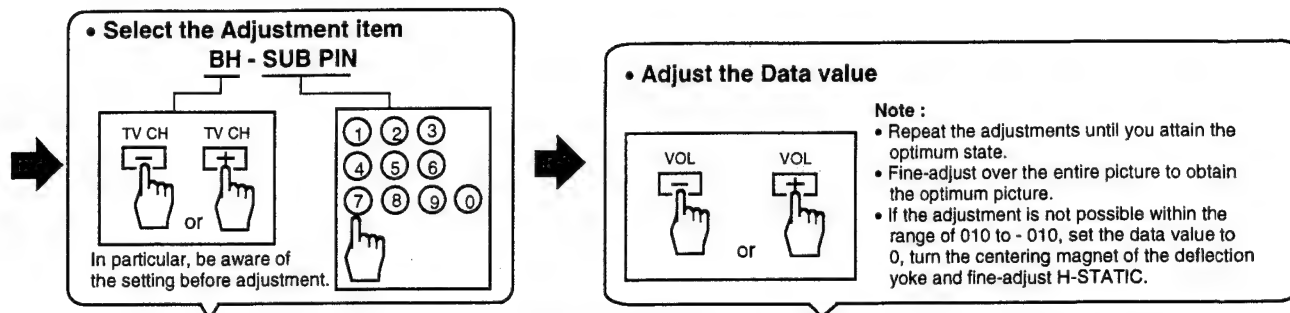 • Select the Adjustment item
BH - SUB PIN
TV CH TV CH
- +
or
In particular, be aware of
the setting before adjustment.
1 2 3
4 5 6
7 8 9 0
• Adjust the Data value
VOL VOL
- +
or
Note :
• Repeat the adjustments until you attain the
optimum state.
• Fine-adjust over the entire picture to obtain
the optimum picture.
• If the adjustment is not possible within the
range of 010 to - 010, set the data value to
0, turn the centering magnet of the deflection
yoke and fine-adjust H-STATIC.